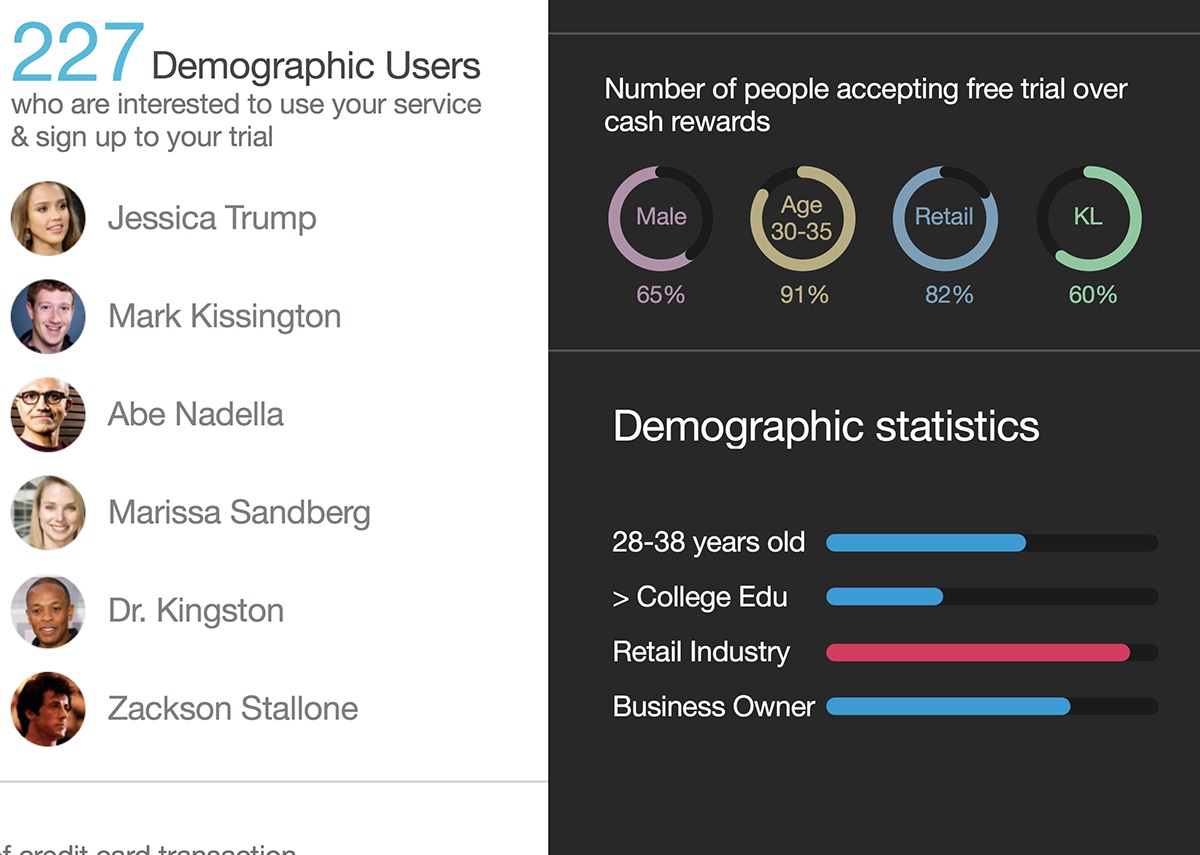 227 Demographic Users
who are interested to use your service
& sign up to your trial
Jessica Trump
Mark Kissington
Abe Nadella
Marissa Sandberg
Dr. Kingston
Zackson Stallone
of credit card transaction
Number of people accepting free trial over
cash rewards
Male
65%
Age
30-35
91%
Retail
82%
KL
60%
Demographic statistics
28-38 years old
> College Edu
Retail Industry
Business Owner